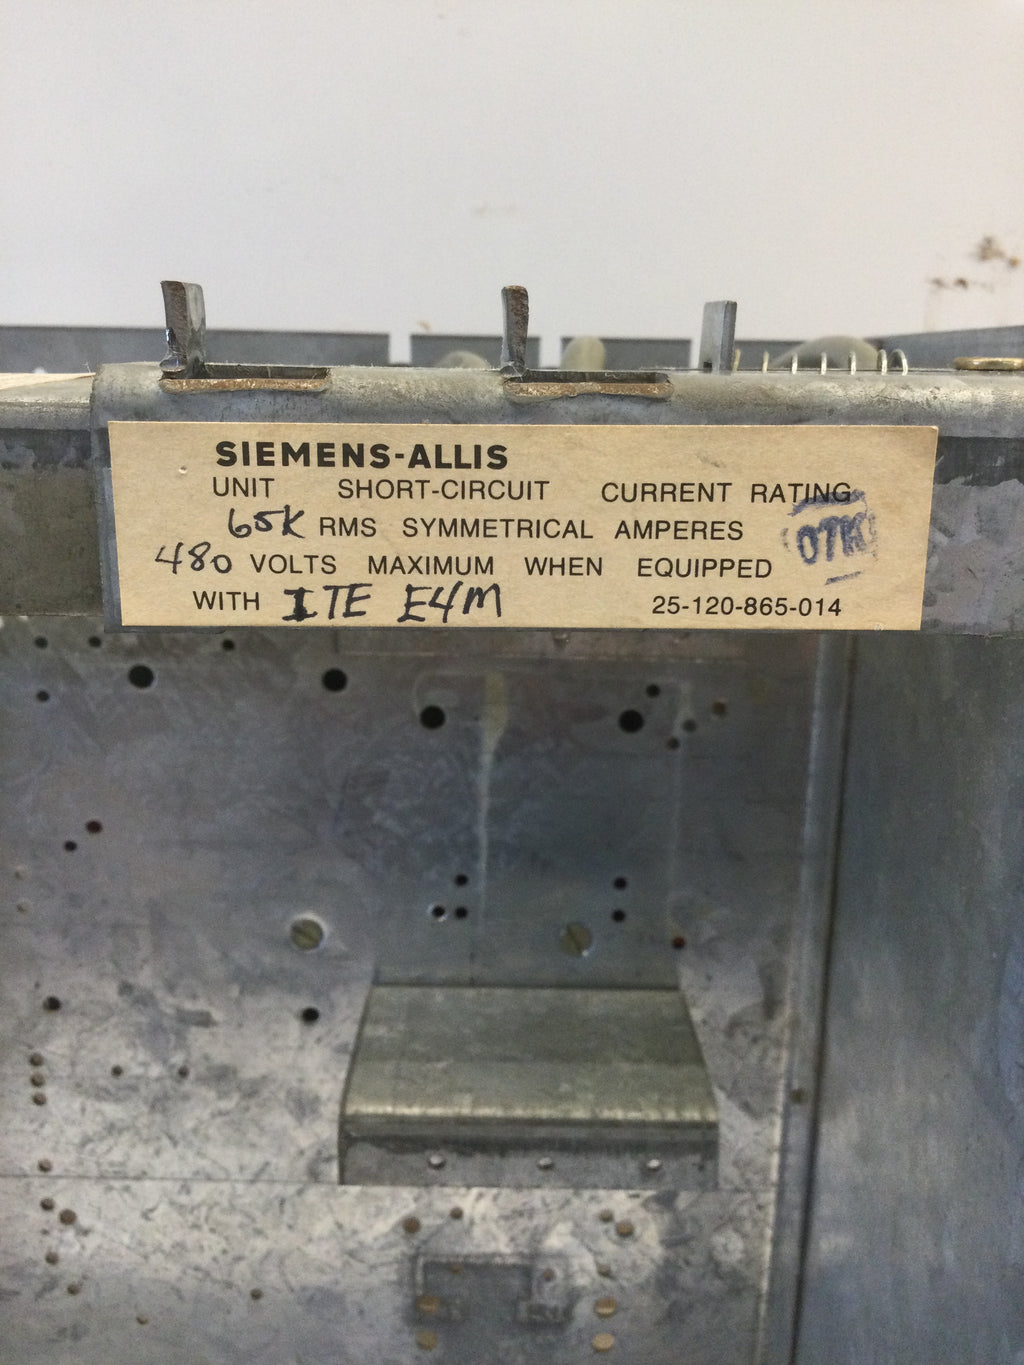 SIEMENS-ALLIS
UNIT SHORT-CIRCUIT CURRENT RATING
65K RMS SYMMETRICAL AMPERES
480 VOLTS MAXIMUM WHEN EQUIPPED
WITH ITE E4M 25-120-865-014